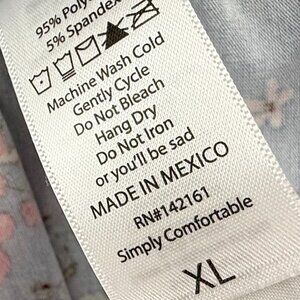 95% Poly
5% Spandex
Machine Wash Cold
Gently Cycle
Do Not Bleach
Hang Dry
Do Not Iron
or you'll be sad
MADE IN MEXICO
RN#142161
Simply Comfortable
XL